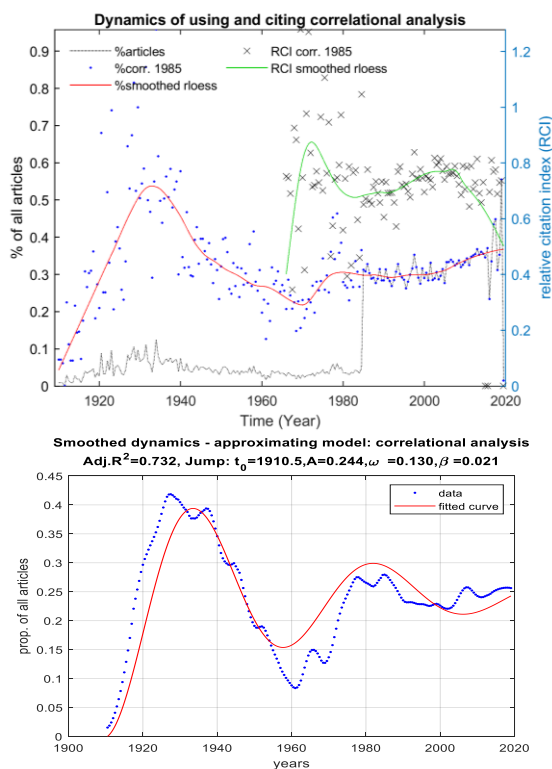 Dynamics of using and citing correlational analysis
%articles
%corr. 1985
%smoothed rloess
RCI corr. 1985
RCI smoothed rloess
% of all articles
0.9
0.8
0.7
0.6
0.5
0.4
0.3
0.2
0.1
0
1920
1940
1960
1980
2000
2020
Time (Year)
1.2
1
0.8
0.6
0.4
0.2
0
relative citation index (RCI)
Smoothed dynamics - approximating model: correlational analysis
Adj.R²=0.732, Jump: t₀=1910.5,A=0.244,ω =0.130,β =0.021
data
fitted curve
prop. of all articles
0.45
0.4
0.35
0.3
0.25
0.2
0.15
0.1
0.05
0
1900
1920
1940
1960
1980
2000
2020
years